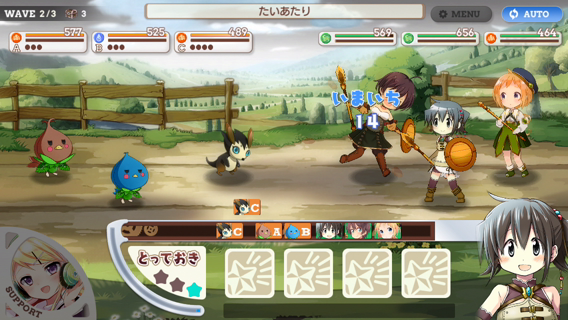 WAVE 2/3 3
たいあたり
MENU
AUTO
577
A
525
B
489
C
569
656
464
いまいち
14
C
C A B
とっておき
SUPPORT